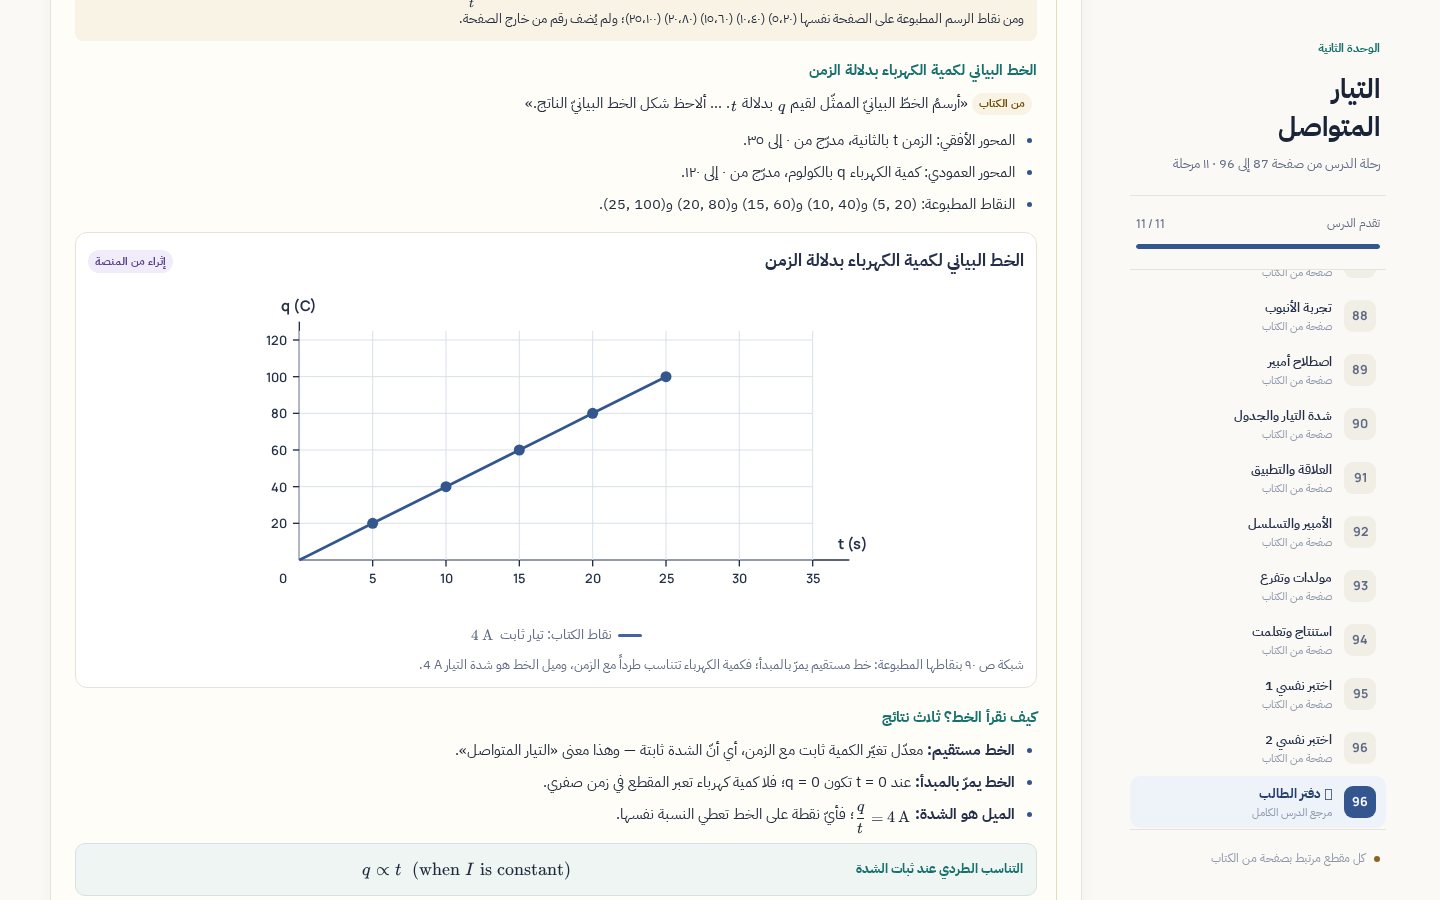 t
ومن نقاط الرسم المطبوعة على الصفحة نفسها (٥،٢٠) (١٠،٤٠) (١٥،٦٠) (٢٠،٨٠) (٢٥،١٠٠)؛ ولم يُضف رقم من خارج الصفحة.
الخط البياني لكمية الكهرباء بدلالة الزمن
من الكتاب «أرسمُ الخطّ البيانيّ الممثّل لقيم q بدلالة t. ... ألاحظ شكل الخط البيانيّ الناتج.»
المحور الأفقي: الزمن t بالثانية، مدرّج من ٠ إلى ٣٥.
المحور العمودي: كمية الكهرباء q بالكولوم، مدرّج من ٠ إلى ١٢٠.
النقاط المطبوعة: (5, 20) و(10, 40) و(15, 60) و(20, 80) و(25, 100).
الخط البياني لكمية الكهرباء بدلالة الزمن
إثراء من المنصة
q (C)
120
100
80
60
40
20
t (s)
0 5 10 15 20 25 30 35
نقاط الكتاب: تيار ثابت 4 A
شبكة ص ٩٠ بنقاطها المطبوعة: خط مستقيم يمرّ بالمبدأ؛ فكمية الكهرباء تتناسب طرداً مع الزمن، وميل الخط هو شدة التيار 4 A.
كيف نقرأ الخط؟ ثلاث نتائج
الخط مستقيم: معدّل تغيّر الكمية ثابت مع الزمن، أي أنّ الشدة ثابتة — وهذا معنى «التيار المتواصل».
الخط يمرّ بالمبدأ: عند t = 0 تكون q = 0؛ فلا كمية كهرباء تعبر المقطع في زمن صفري.
الميل هو الشدة: q/t = 4 A؛ فأيّ نقطة على الخط تعطي النسبة نفسها.
التناسب الطردي عند ثبات الشدة
q ∝ t (when I is constant)
الوحدة الثانية
التيار
المتواصل
رحلة الدرس من صفحة 87 إلى 96 · ١١ مرحلة
تقدم الدرس
11 / 11
صفحة من الكتاب
88 تجربة الأنبوب
صفحة من الكتاب
89 اصطلاح أمبير
صفحة من الكتاب
90 شدة التيار والجدول
صفحة من الكتاب
91 العلاقة والتطبيق
صفحة من الكتاب
92 الأمبير والتسلسل
صفحة من الكتاب
93 مولدات وتفرع
صفحة من الكتاب
94 استنتاج وتعلمت
صفحة من الكتاب
95 اختبر نفسي 1
صفحة من الكتاب
96 اختبر نفسي 2
صفحة من الكتاب
96 دفتر الطالب
مرجع الدرس الكامل
كل مقطع مرتبط بصفحة من الكتاب